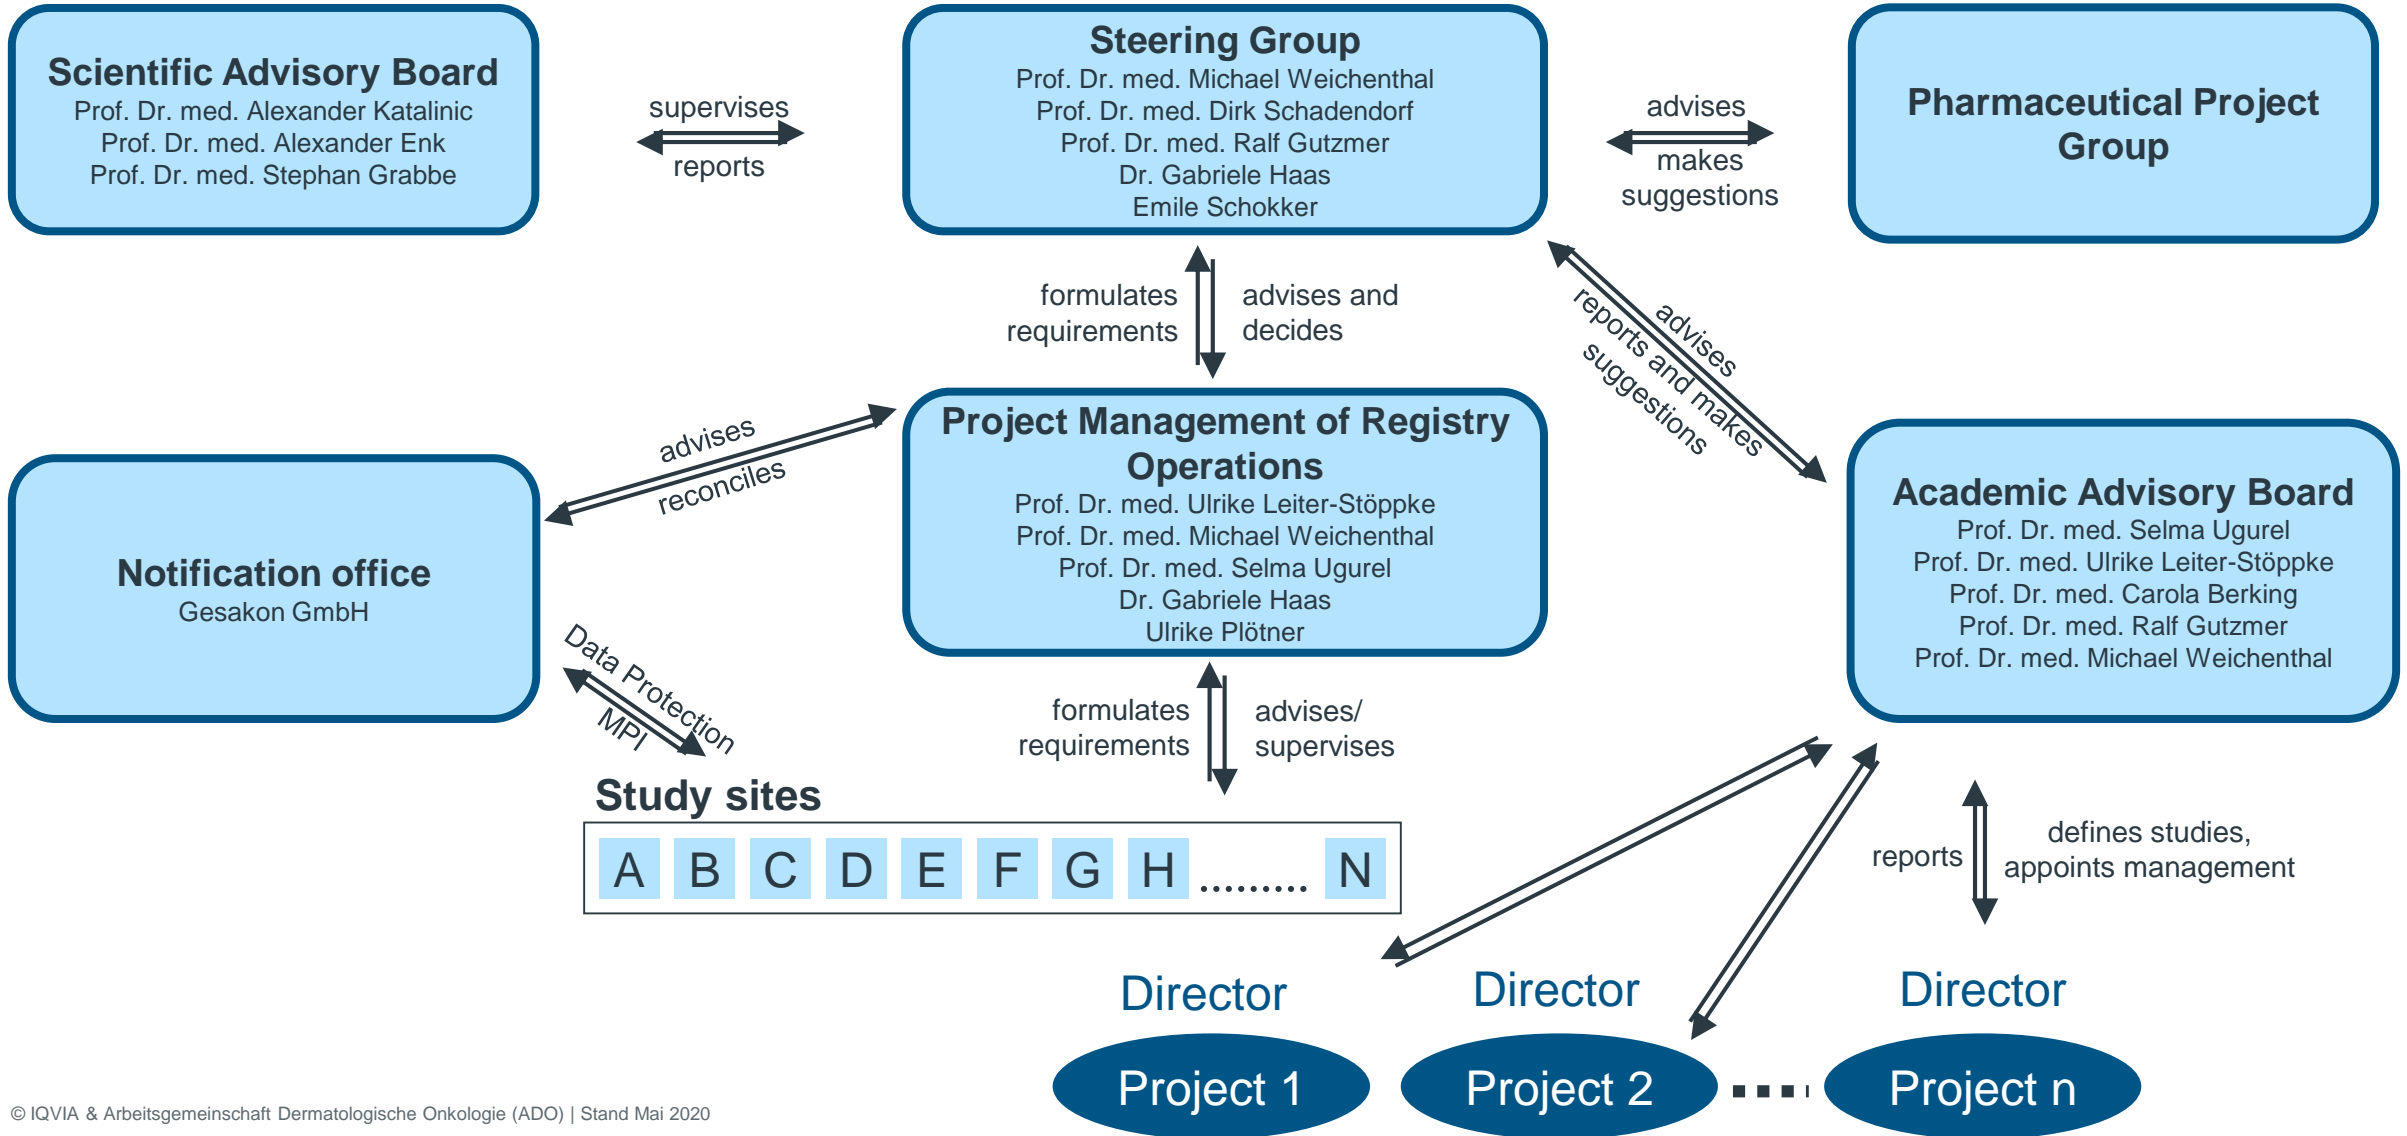 Scientific Advisory Board
Prof. Dr. med. Alexander Katalinic
Prof. Dr. med. Alexander Enk
Prof. Dr. med. Stephan Grabbe
supervises
reports
Steering Group
Prof. Dr. med. Michael Weichenthal
Prof. Dr. med. Dirk Schadendorf
Prof. Dr. med. Ralf Gutzmer
Dr. Gabriele Haas
Emile Schokker
advises
makes
suggestions
Pharmaceutical Project
Group
formulates
requirements
advises and
decides
advises
reports and makes
suggestions
advises
reconciles
Notification office
Gesakon GmbH
Project Management of Registry
Operations
Prof. Dr. med. Ulrike Leiter-Stöppke
Prof. Dr. med. Michael Weichenthal
Prof. Dr. med. Selma Ugurel
Dr. Gabriele Haas
Ulrike Plötner
Academic Advisory Board
Prof. Dr. med. Selma Ugurel
Prof. Dr. med. Ulrike Leiter-Stöppke
Prof. Dr. med. Carola Berking
Prof. Dr. med. Ralf Gutzmer
Prof. Dr. med. Michael Weichenthal
Data Protection
MPI
formulates
requirements
advises/
supervises
Study sites
A B C D E F G H ......... N
reports
defines studies,
appoints management
Director
Director
Director
Project 1
Project 2
Project n
© IQVIA & Arbeitsgemeinschaft Dermatologische Onkologie (ADO) | Stand Mai 2020